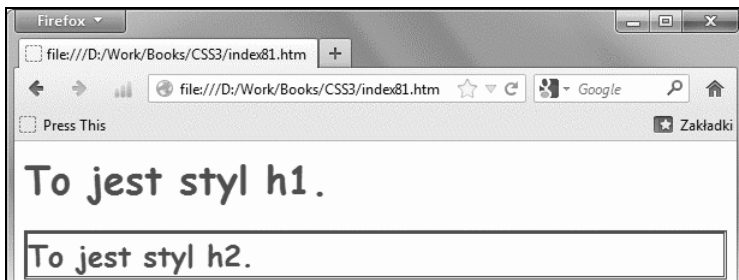 Firefox
file:///D:/Work/Books/CSS3/index81.htm
file:///D:/Work/Books/CSS3/index81.htm Google
Press This Zakładki
To jest styl h1.
To jest styl h2.